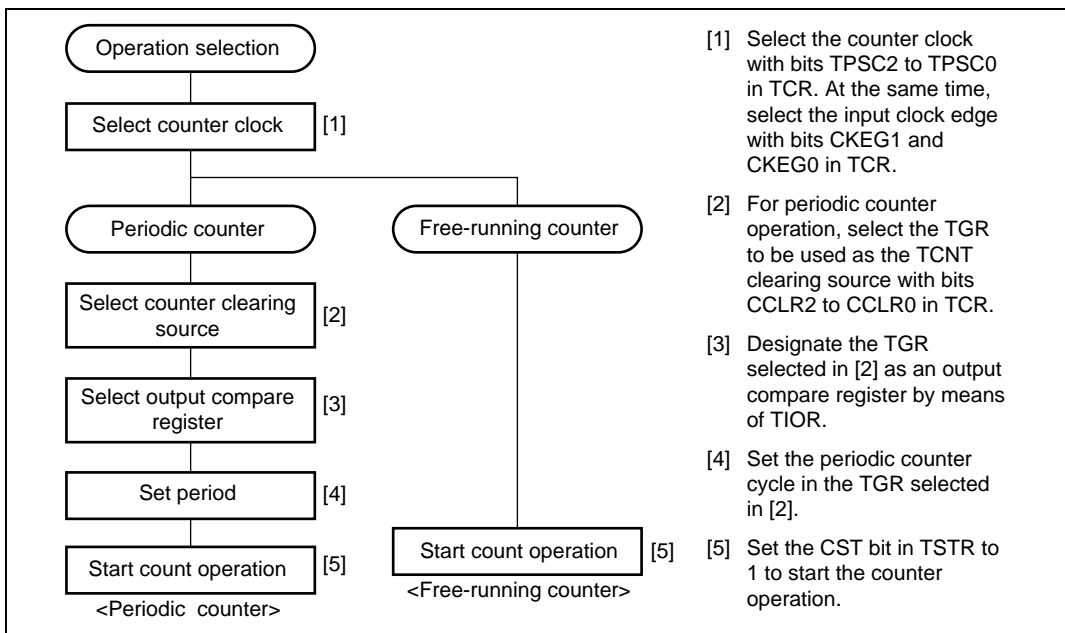 Operation selection
Select counter clock
[1]
Periodic counter
Free-running counter
Select counter clearing
source
[2]
Select output compare
register
[3]
Set period
[4]
Start count operation
[5]
<Periodic counter>
Start count operation
[5]
<Free-running counter>
[1] Select the counter clock
with bits TPSC2 to TPSC0
in TCR. At the same time,
select the input clock edge
with bits CKEG1 and
CKEG0 in TCR.
[2] For periodic counter
operation, select the TGR
to be used as the TCNT
clearing source with bits
CCLR2 to CCLR0 in TCR.
[3] Designate the TGR
selected in [2] as an output
compare register by means
of TIOR.
[4] Set the periodic counter
cycle in the TGR selected
in [2].
[5] Set the CST bit in TSTR to
1 to start the counter
operation.